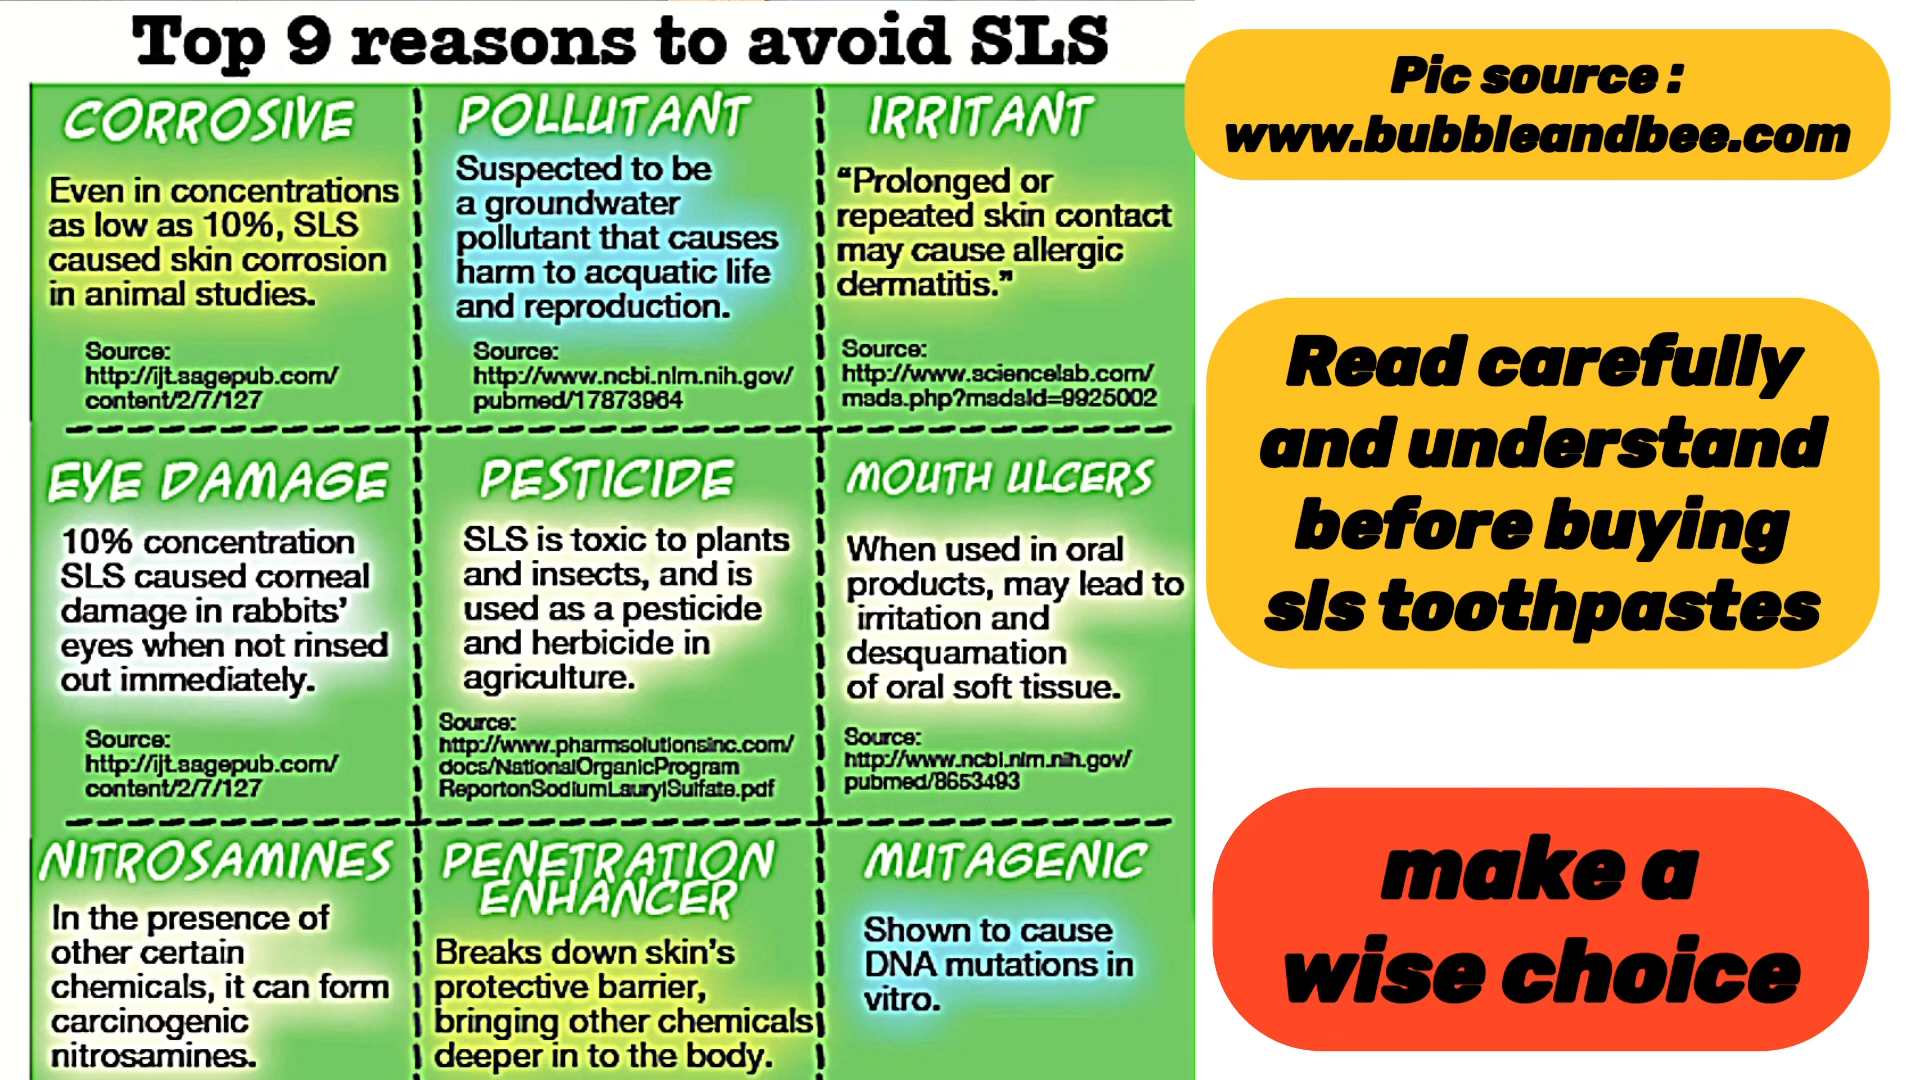 Top 9 reasons to avoid SLS
CORROSIVE
Even in concentrations
as low as 10%, SLS
caused skin corrosion
in animal studies.
Source:
http://ijt.sagepub.com/
content/2/7/127
POLLUTANT
Suspected to be
a groundwater
pollutant that causes
harm to acquatic life
and reproduction.
Source:
http://www.ncbi.nlm.nih.gov/
pubmed/17873964
IRRITANT
“Prolonged or
repeated skin contact
may cause allergic
dermatitis.”
Source:
http://www.sciencelab.com/
msds.php?msdsId=9925002
EYE DAMAGE
10% concentration
SLS caused corneal
damage in rabbits’
eyes when not rinsed
out immediately.
Source:
http://ijt.sagepub.com/
content/2/7/127
PESTICIDE
SLS is toxic to plants
and insects, and is
used as a pesticide
and herbicide in
agriculture.
Source:
http://www.pharmsolutionsinc.com/
docs/NationalOrganicProgram
ReportonSodiumLaurylSulfate.pdf
MOUTH ULCERS
When used in oral
products, may lead to
irritation and
desquamation
of oral soft tissue.
Source:
http://www.ncbi.nlm.nih.gov/
pubmed/8653493
NITROSAMINES
In the presence of
other certain
chemicals, it can form
carcinogenic
nitrosamines.
PENETRATION
ENHANCER
Breaks down skin’s
protective barrier,
bringing other chemicals
deeper in to the body.
MUTAGENIC
Shown to cause
DNA mutations in
vitro.
Pic source :
www.bubbleandbee.com
Read carefully
and understand
before buying
sls toothpastes
make a
wise choice